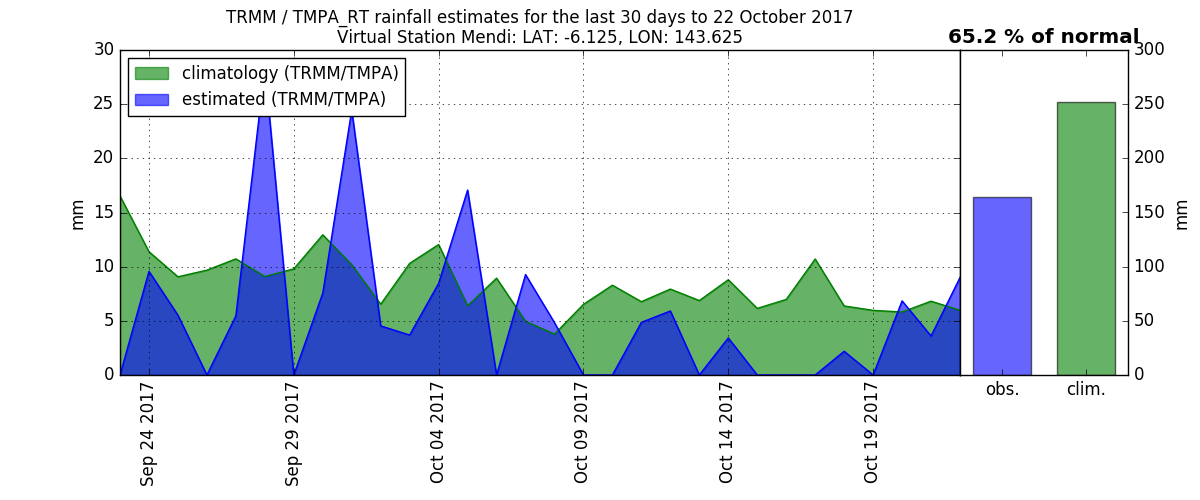 TRMM / TMPA_RT rainfall estimates for the last 30 days to 22 October 2017
Virtual Station Mendi: LAT: -6.125, LON: 143.625
65.2 % of normal
climatology (TRMM/TMPA)
estimated (TRMM/TMPA)
30
25
20
15
10
5
0
mm
Sep 24 2017
Sep 29 2017
Oct 04 2017
Oct 09 2017
Oct 14 2017
Oct 19 2017
obs.
clim.
300
250
200
150
100
50
0
mm